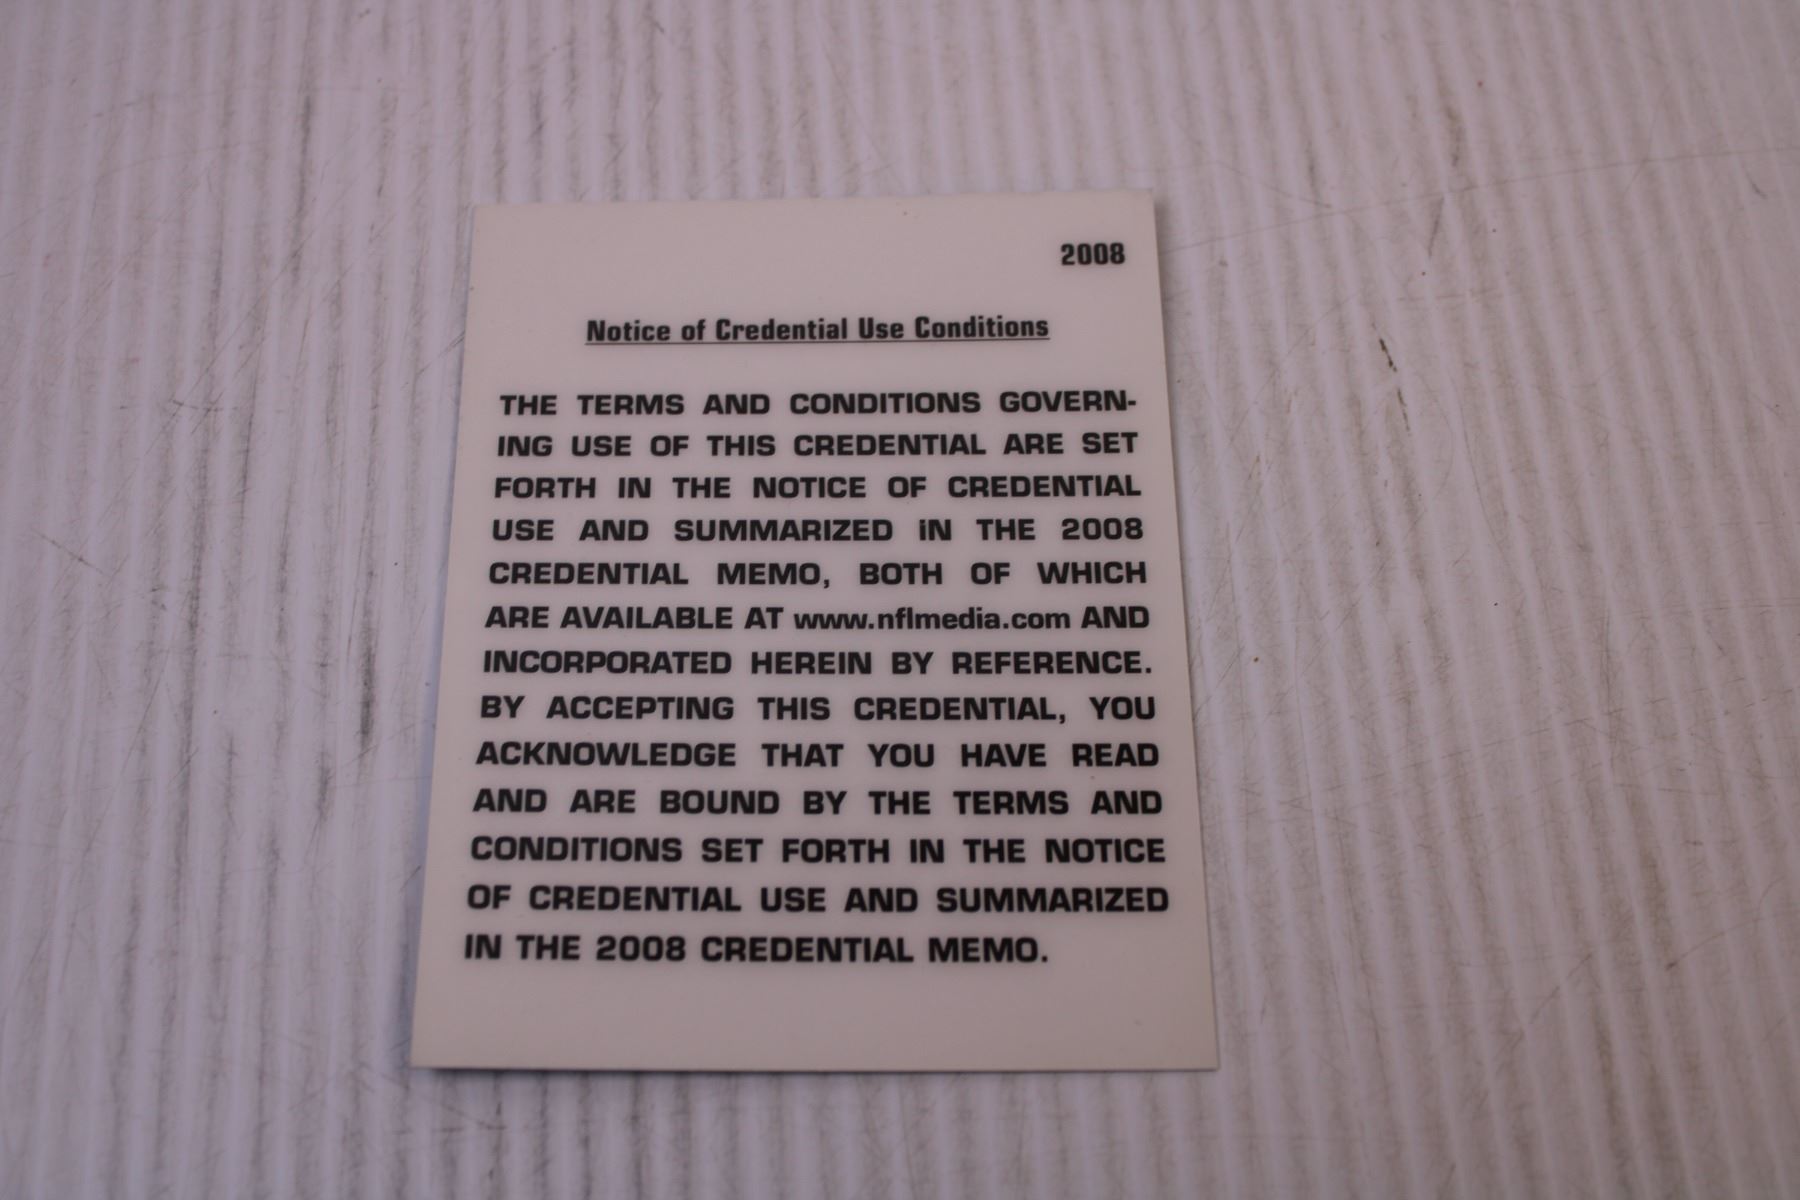 2008
Notice of Credential Use Conditions
THE TERMS AND CONDITIONS GOVERN-
ING USE OF THIS CREDENTIAL ARE SET
FORTH IN THE NOTICE OF CREDENTIAL
USE AND SUMMARIZED iN THE 2008
CREDENTIAL MEMO, BOTH OF WHICH
ARE AVAILABLE AT www.nflmedia.com AND
INCORPORATED HEREIN BY REFERENCE.
BY ACCEPTING THIS CREDENTIAL, YOU
ACKNOWLEDGE THAT YOU HAVE READ
AND ARE BOUND BY THE TERMS AND
CONDITIONS SET FORTH IN THE NOTICE
OF CREDENTIAL USE AND SUMMARIZED
IN THE 2008 CREDENTIAL MEMO.